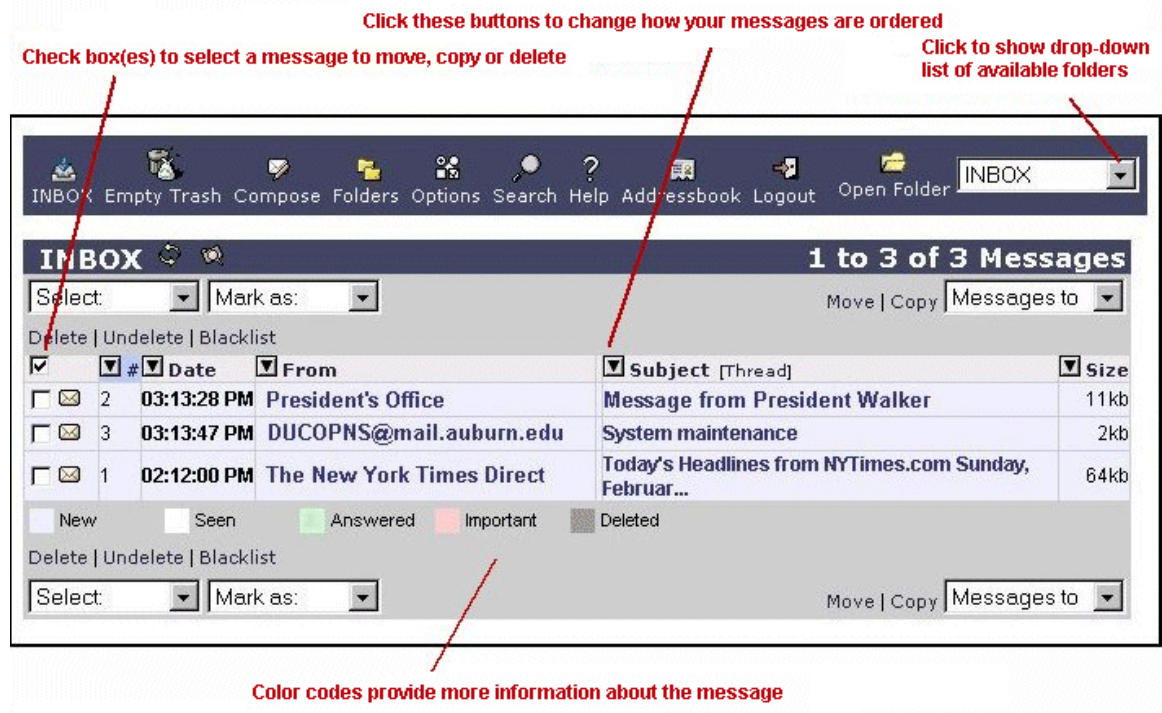 Click these buttons to change how your messages are ordered
Check box(es) to select a message to move, copy or delete
Click to show drop-down
list of available folders
INBOX Empty Trash Compose Folders Options Search Help Addressbook Logout Open Folder INBOX
INBOX 1 to 3 of 3 Messages
Select: Mark as: Move | Copy Messages to
Delete | Undelete | Blacklist
# Date From Subject [Thread] Size
2 03:13:28 PM President's Office Message from President Walker 11kb
3 03:13:47 PM DUCOPNS@mail.auburn.edu System maintenance 2kb
1 02:12:00 PM The New York Times Direct Today's Headlines from NYTimes.com Sunday, 64kb
Februar...
New Seen Answered Important Deleted
Delete | Undelete | Blacklist
Select: Mark as: Move | Copy Messages to
Color codes provide more information about the message